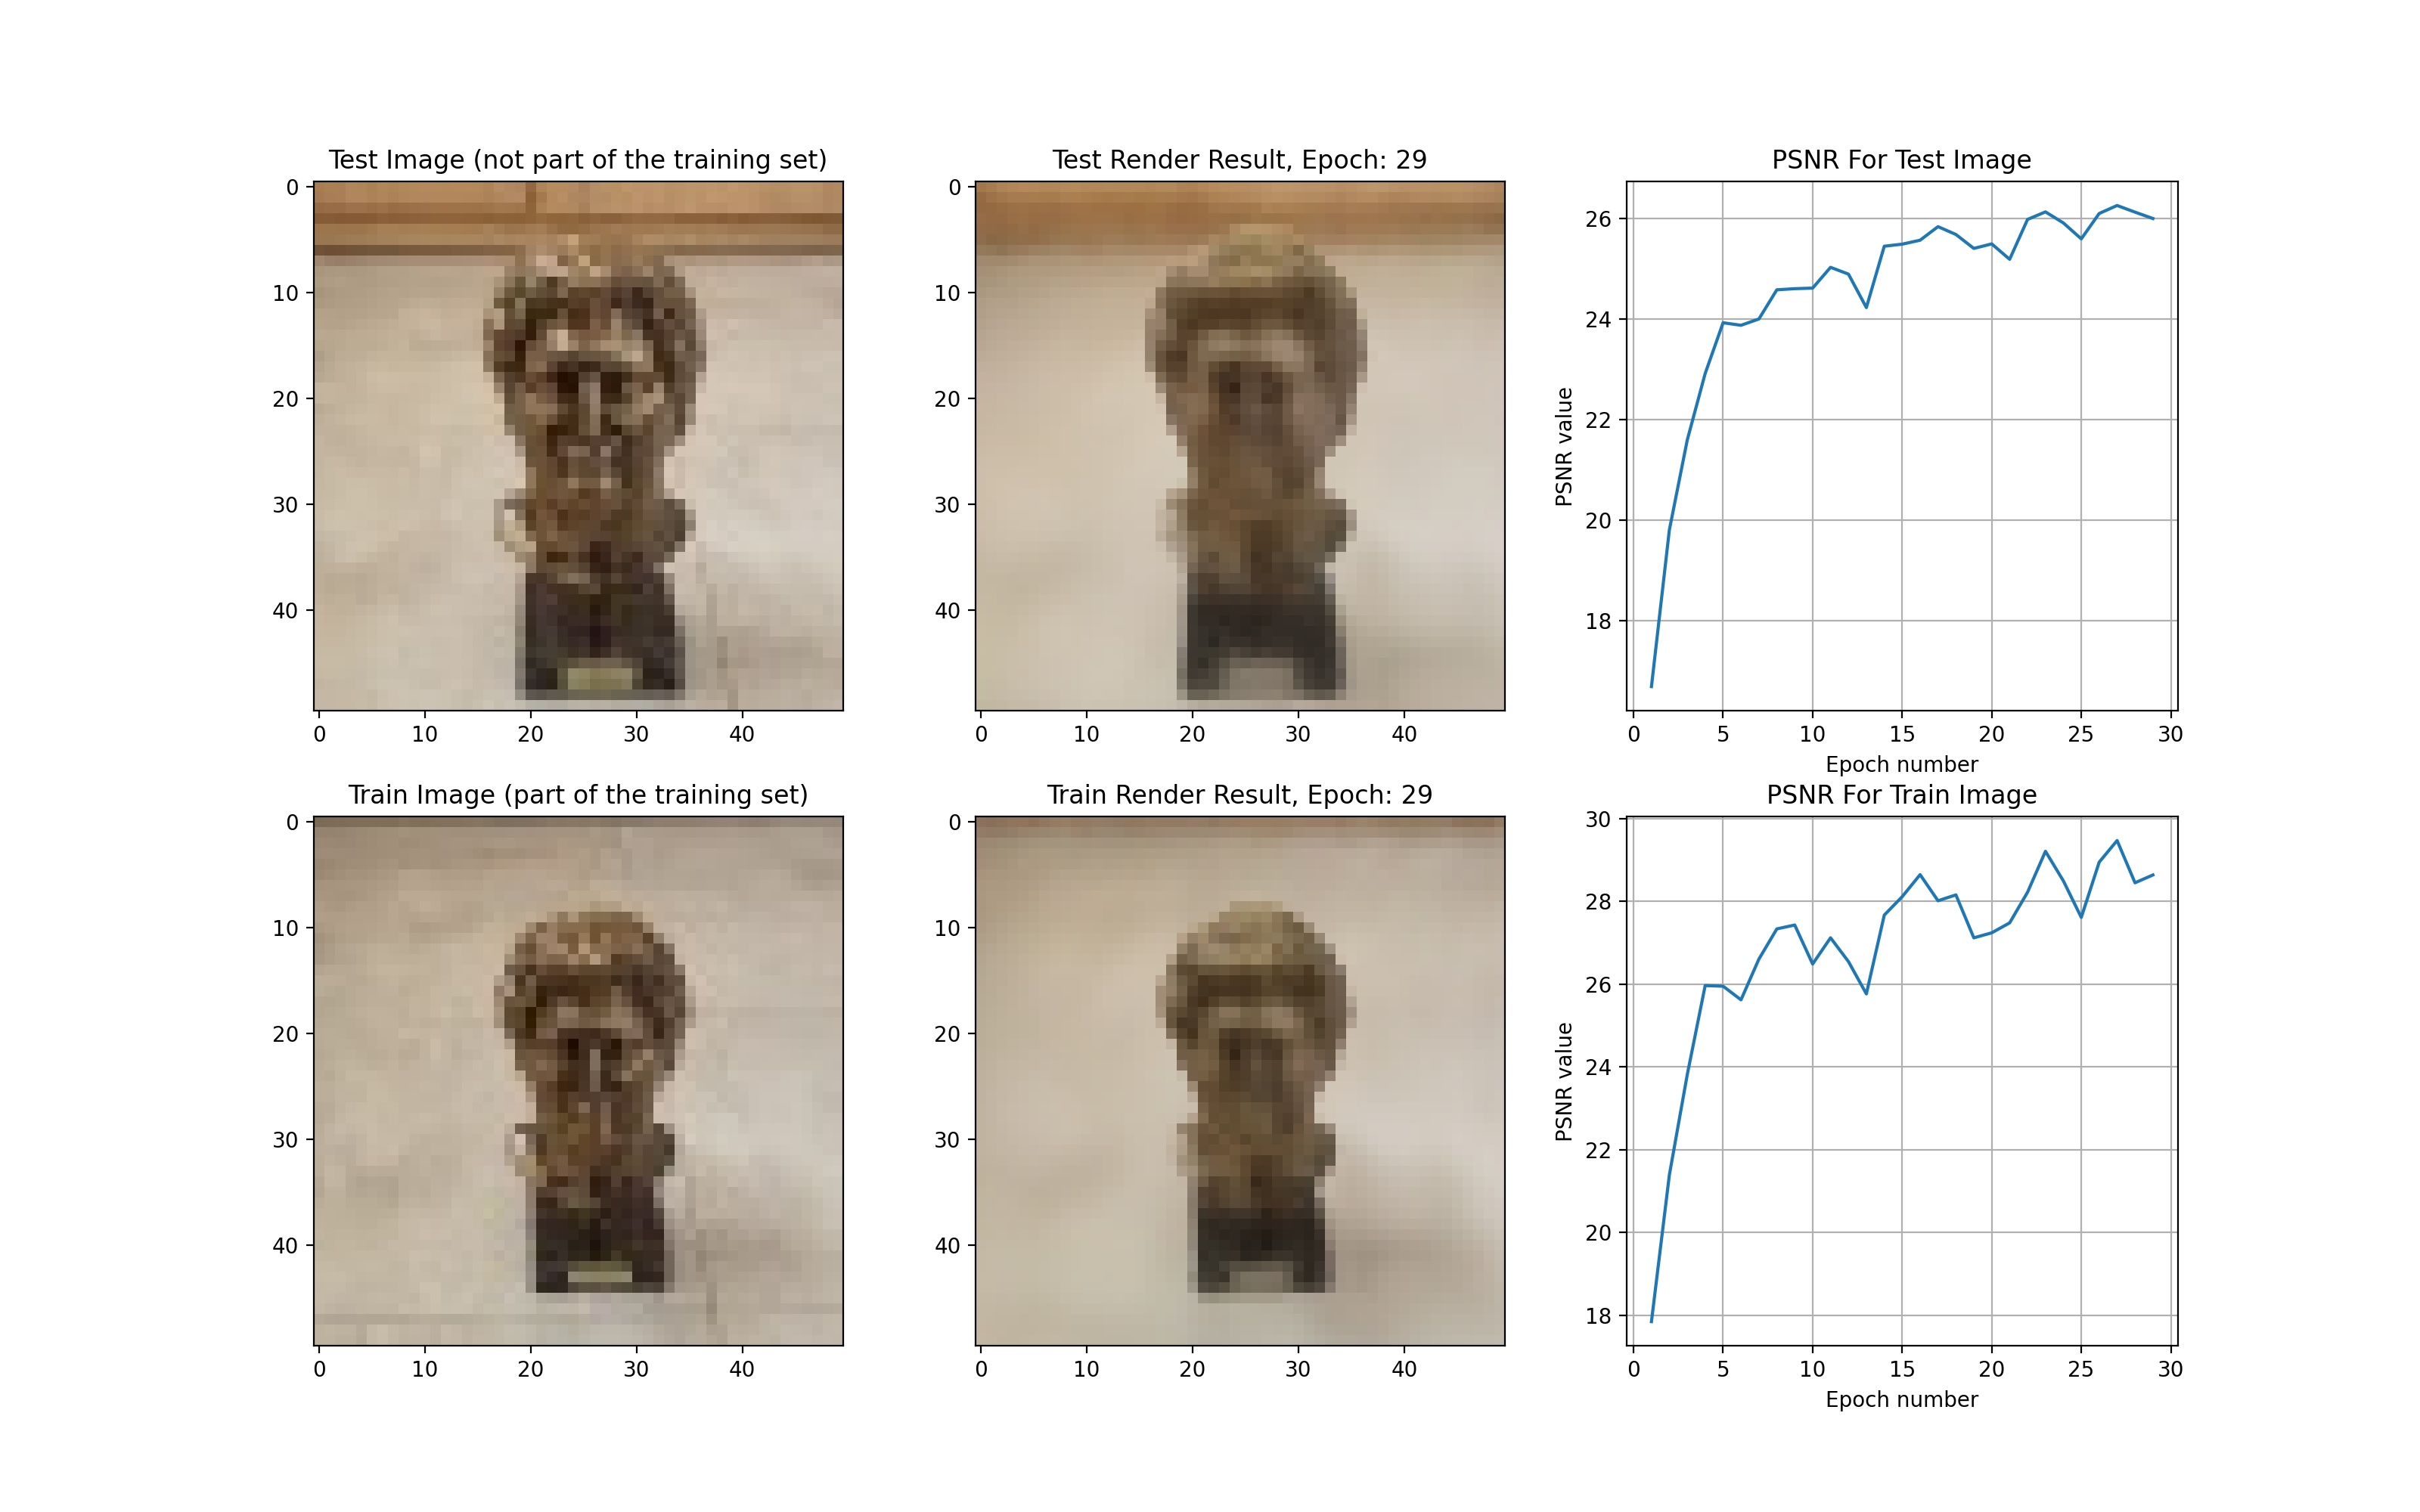 Test Image (not part of the training set)
0
10
20
30
40
0 10 20 30 40
Test Render Result, Epoch: 29
0
10
20
30
40
0 10 20 30 40
PSNR For Test Image
PSNR value
26
24
22
20
18
0 5 10 15 20 25 30
Epoch number
Train Image (part of the training set)
0
10
20
30
40
0 10 20 30 40
Train Render Result, Epoch: 29
0
10
20
30
40
0 10 20 30 40
PSNR For Train Image
PSNR value
30
28
26
24
22
20
18
0 5 10 15 20 25 30
Epoch number